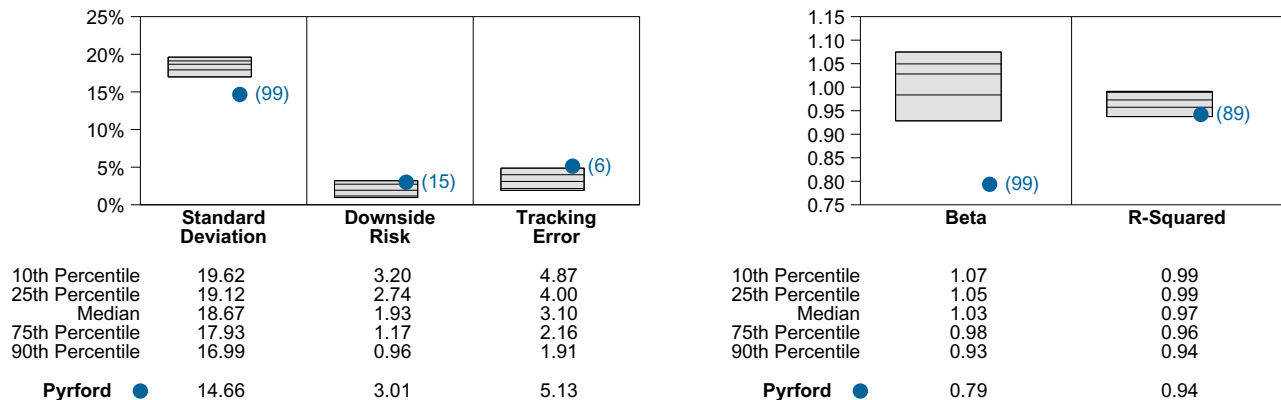 25%
20%
15%
10%
5%
0%
(99)
(15)
(6)
Standard Deviation
Downside Risk
Tracking Error
10th Percentile 19.62 3.20 4.87
25th Percentile 19.12 2.74 4.00
Median 18.67 1.93 3.10
75th Percentile 17.93 1.17 2.16
90th Percentile 16.99 0.96 1.91
Pyrford 14.66 3.01 5.13
1.15
1.10
1.05
1.00
0.95
0.90
0.85
0.80
0.75
(99)
(89)
Beta
R-Squared
10th Percentile 1.07 0.99
25th Percentile 1.05 0.99
Median 1.03 0.97
75th Percentile 0.98 0.96
90th Percentile 0.93 0.94
Pyrford 0.79 0.94